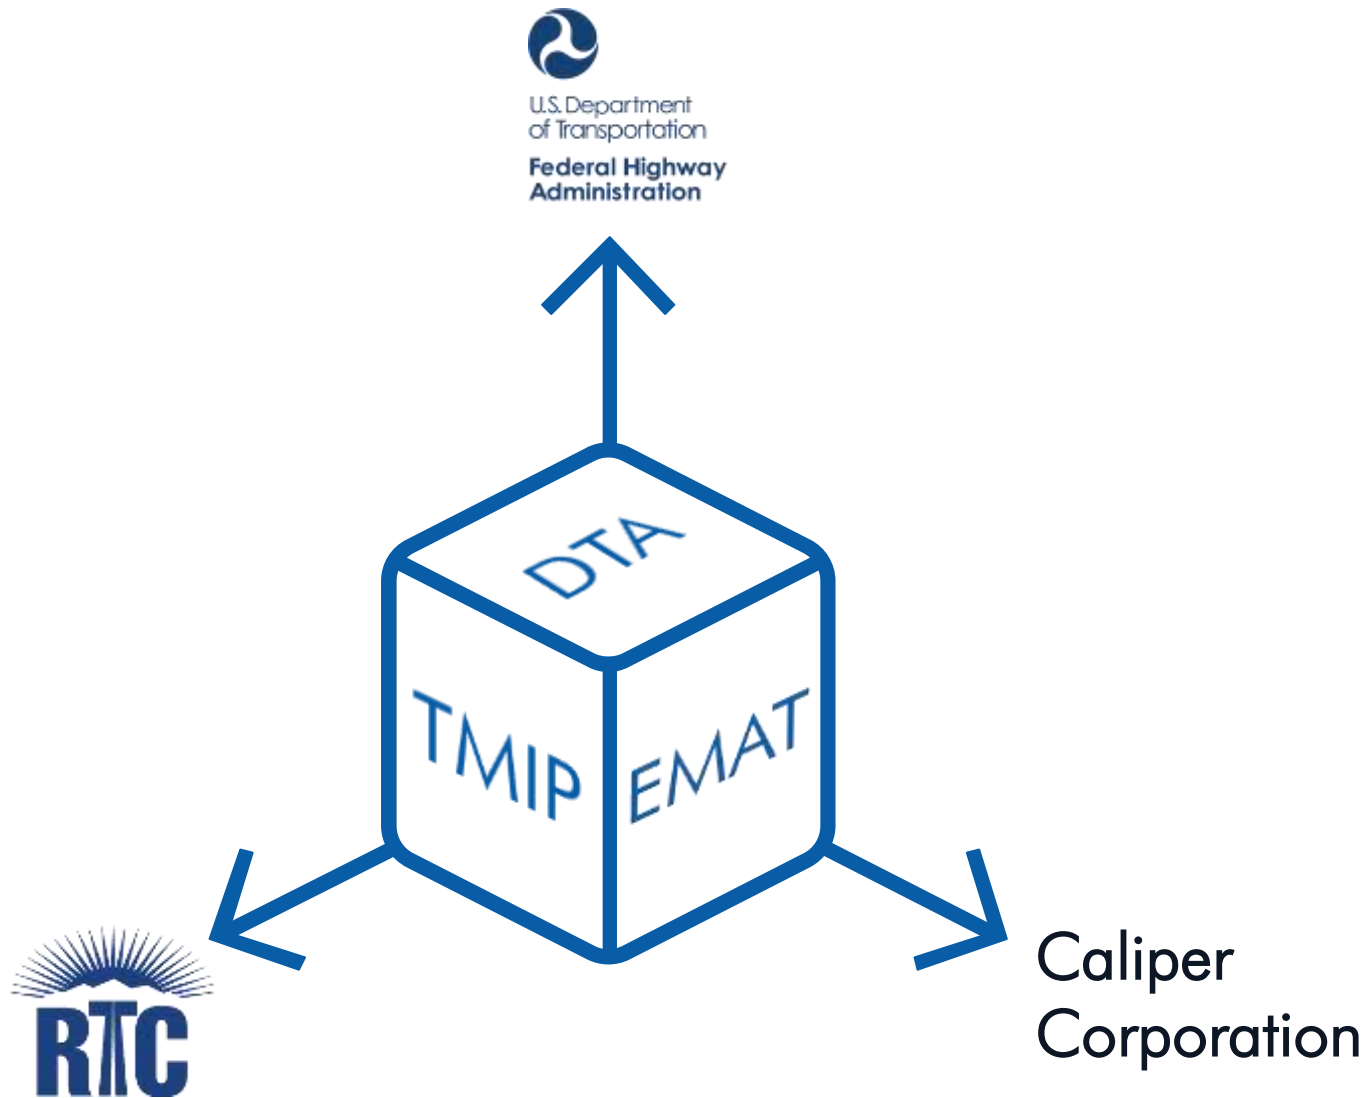 U.S. Department
of Transportation
Federal Highway
Administration
DTA
TMIP
EMAT
RTC
Caliper
Corporation